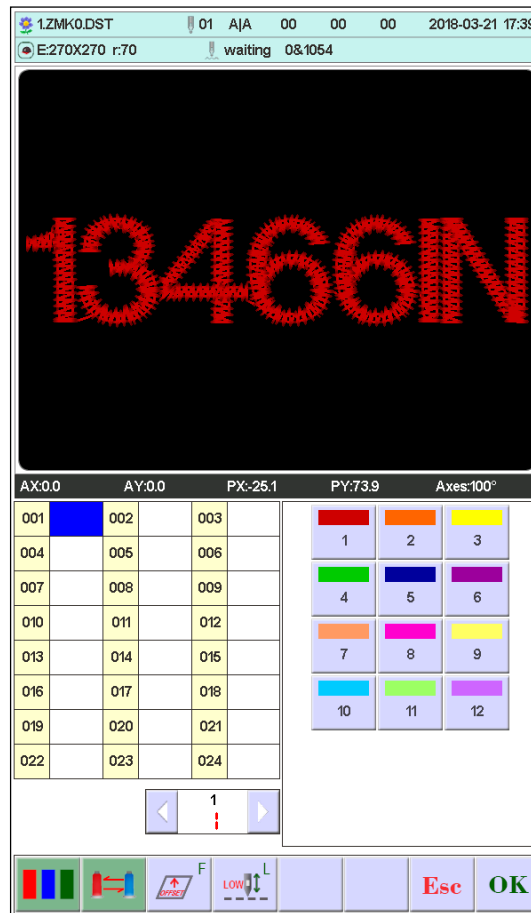 1.ZMK0.DST 01 A|A 00 00 00 2018-03-21 17:39
E:270X270 r:70 waiting 0&1054
13466IN
AX:0.0 AY:0.0 PX:-25.1 PY:73.9 Axes:100°
001 002 003
004 005 006
007 008 009
010 011 012
013 014 015
016 017 018
019 020 021
022 023 024
1 2 3
4 5 6
7 8 9
10 11 12
1
OFFSET F LOW L Esc OK